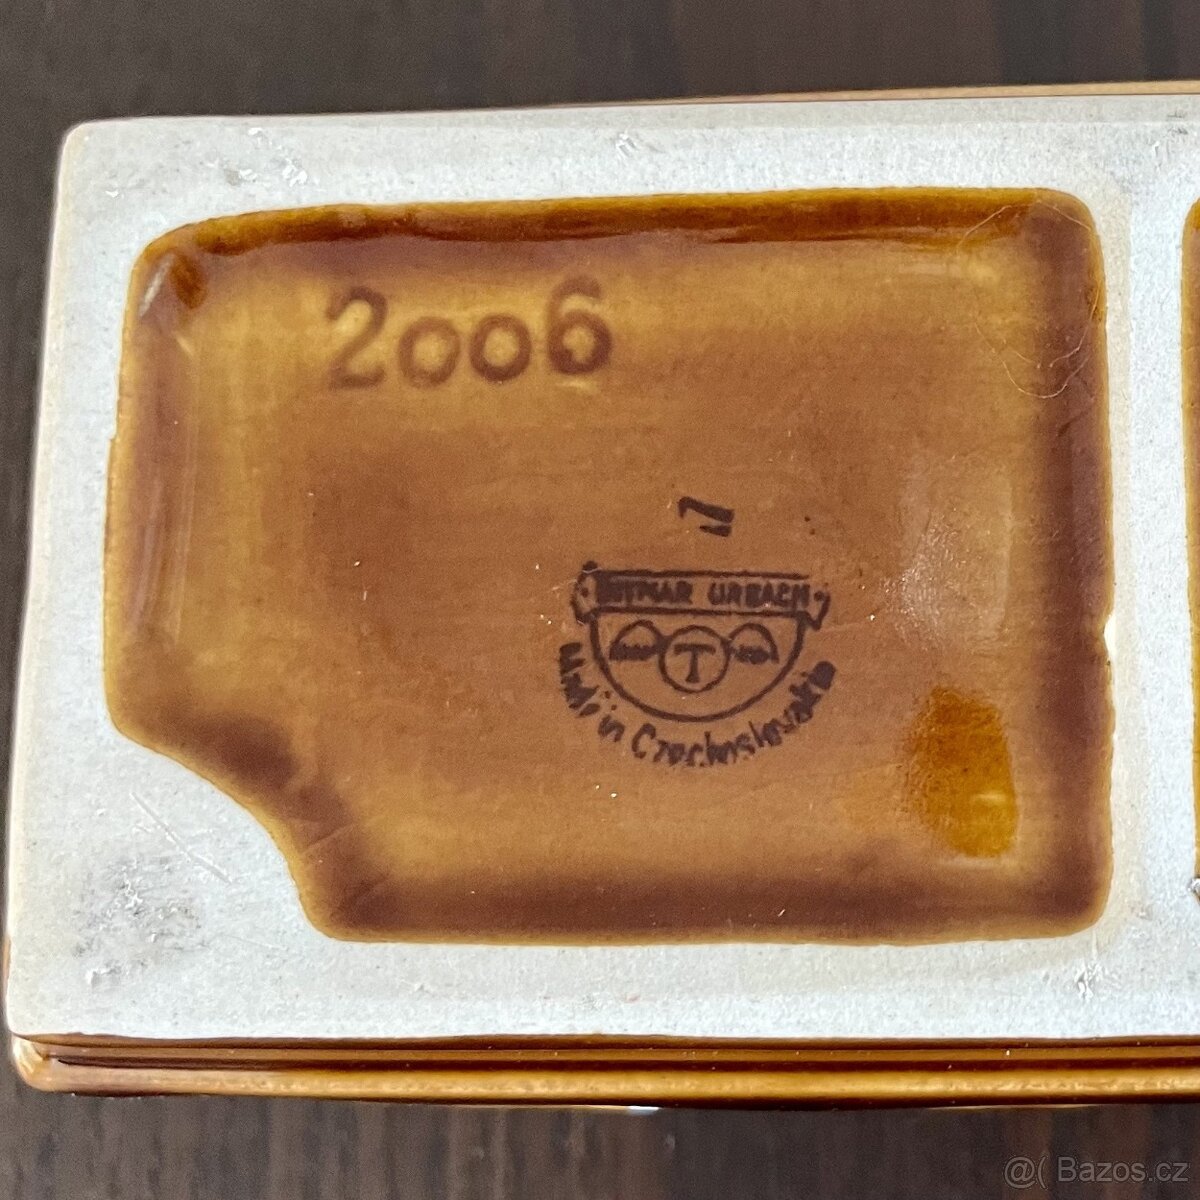 2006
DITMAR URBACH
T
Made in Czechoslovakia
@( Bazos.cz